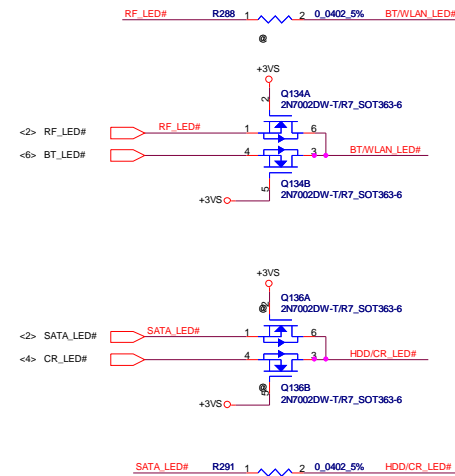 RF_LED# R288 1 2 0_0402_5% BT/WLAN_LED#
@
+3VS
2 Q134A
2N7002DW-T/R7_SOT363-6
<2> RF_LED# RF_LED# 1 6
<6> BT_LED# 4 3 BT/WLAN_LED#
Q134B
5 2N7002DW-T/R7_SOT363-6
+3VS
+3VS
@ 2 Q136A
2N7002DW-T/R7_SOT363-6
<2> SATA_LED# SATA_LED# 1 6
<4> CR_LED# 4 3 HDD/CR_LED#
@ 5 Q136B
2N7002DW-T/R7_SOT363-6
+3VS
SATA_LED# R291 1 2 0_0402_5% HDD/CR_LED#